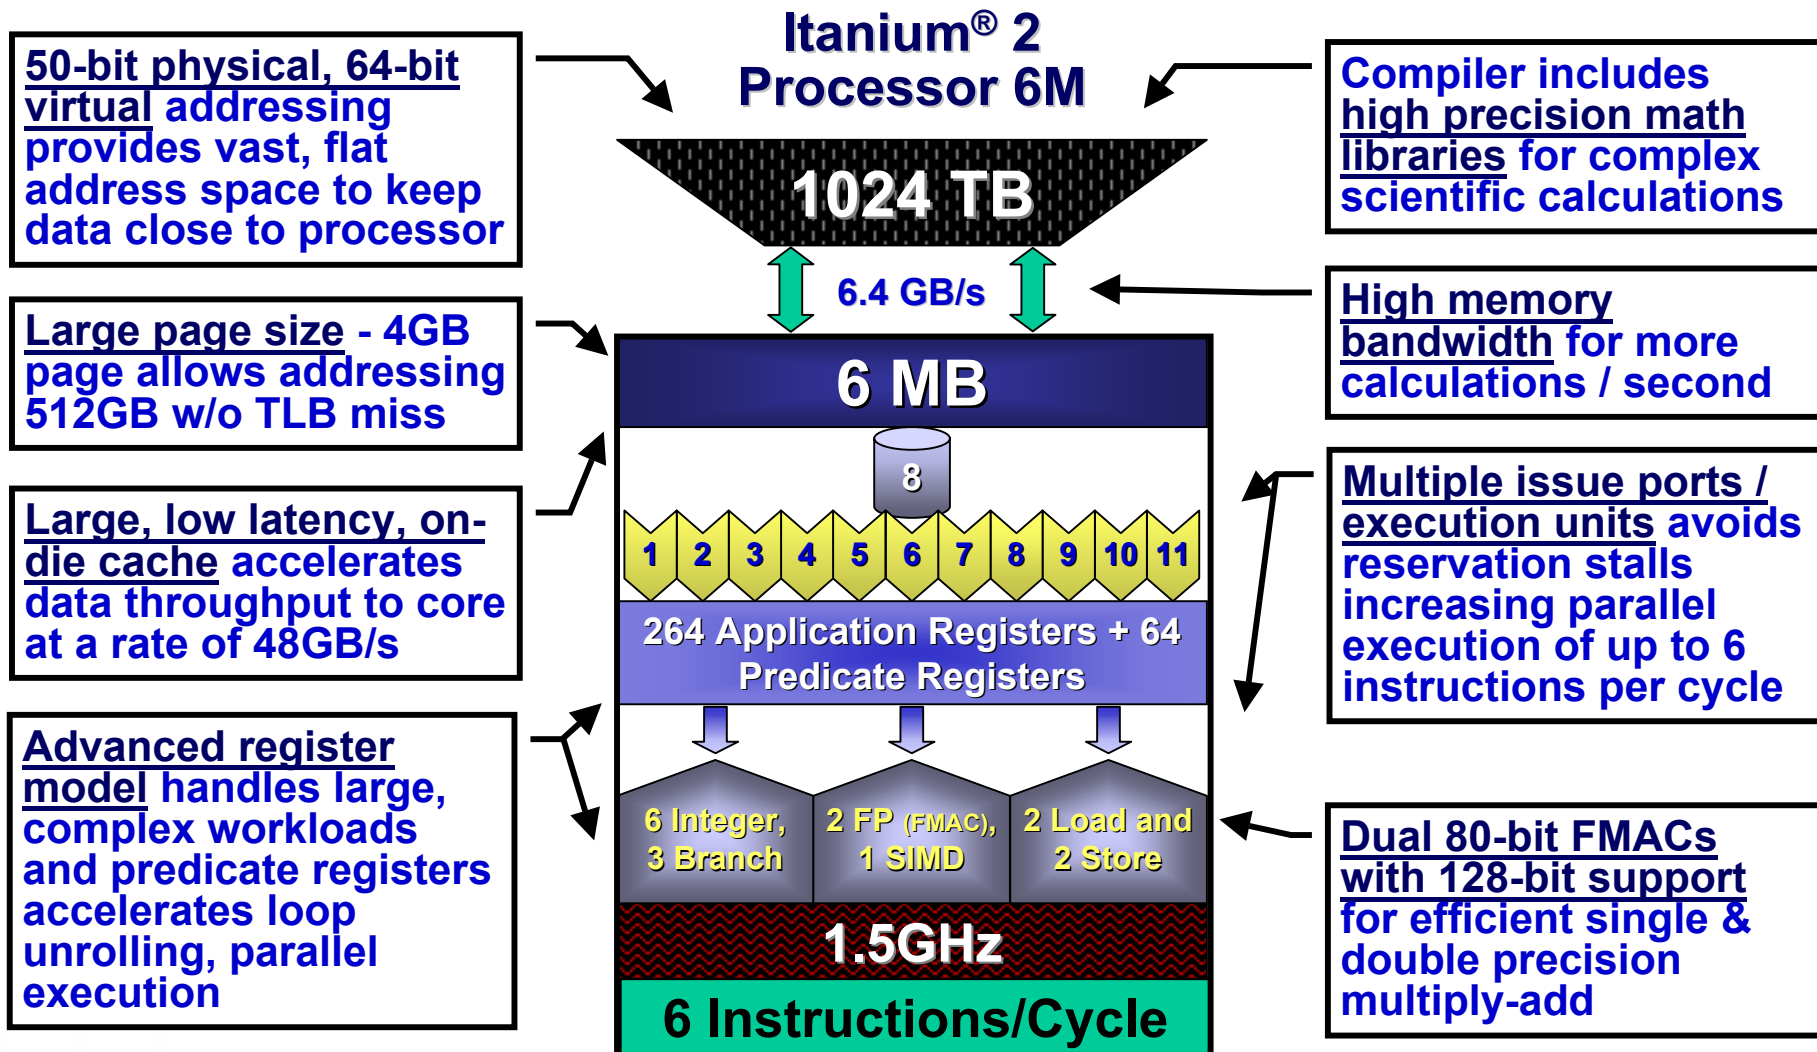 Itanium® 2
Processor 6M
50-bit physical, 64-bit
virtual addressing
provides vast, flat
address space to keep
data close to processor
Large page size - 4GB
page allows addressing
512GB w/o TLB miss
Large, low latency, on-
die cache accelerates
data throughput to core
at a rate of 48GB/s
Advanced register
model handles large,
complex workloads
and predicate registers
accelerates loop
unrolling, parallel
execution
1024 TB
6.4 GB/s
6 MB
8
1 2 3 4 5 6 7 8 9 10 11
264 Application Registers + 64
Predicate Registers
6 Integer,
3 Branch
2 FP (FMAC),
1 SIMD
2 Load and
2 Store
1.5GHz
6 Instructions/Cycle
Compiler includes
high precision math
libraries for complex
scientific calculations
High memory
bandwidth for more
calculations / second
Multiple issue ports /
execution units avoids
reservation stalls
increasing parallel
execution of up to 6
instructions per cycle
Dual 80-bit FMACs
with 128-bit support
for efficient single &
double precision
multiply-add